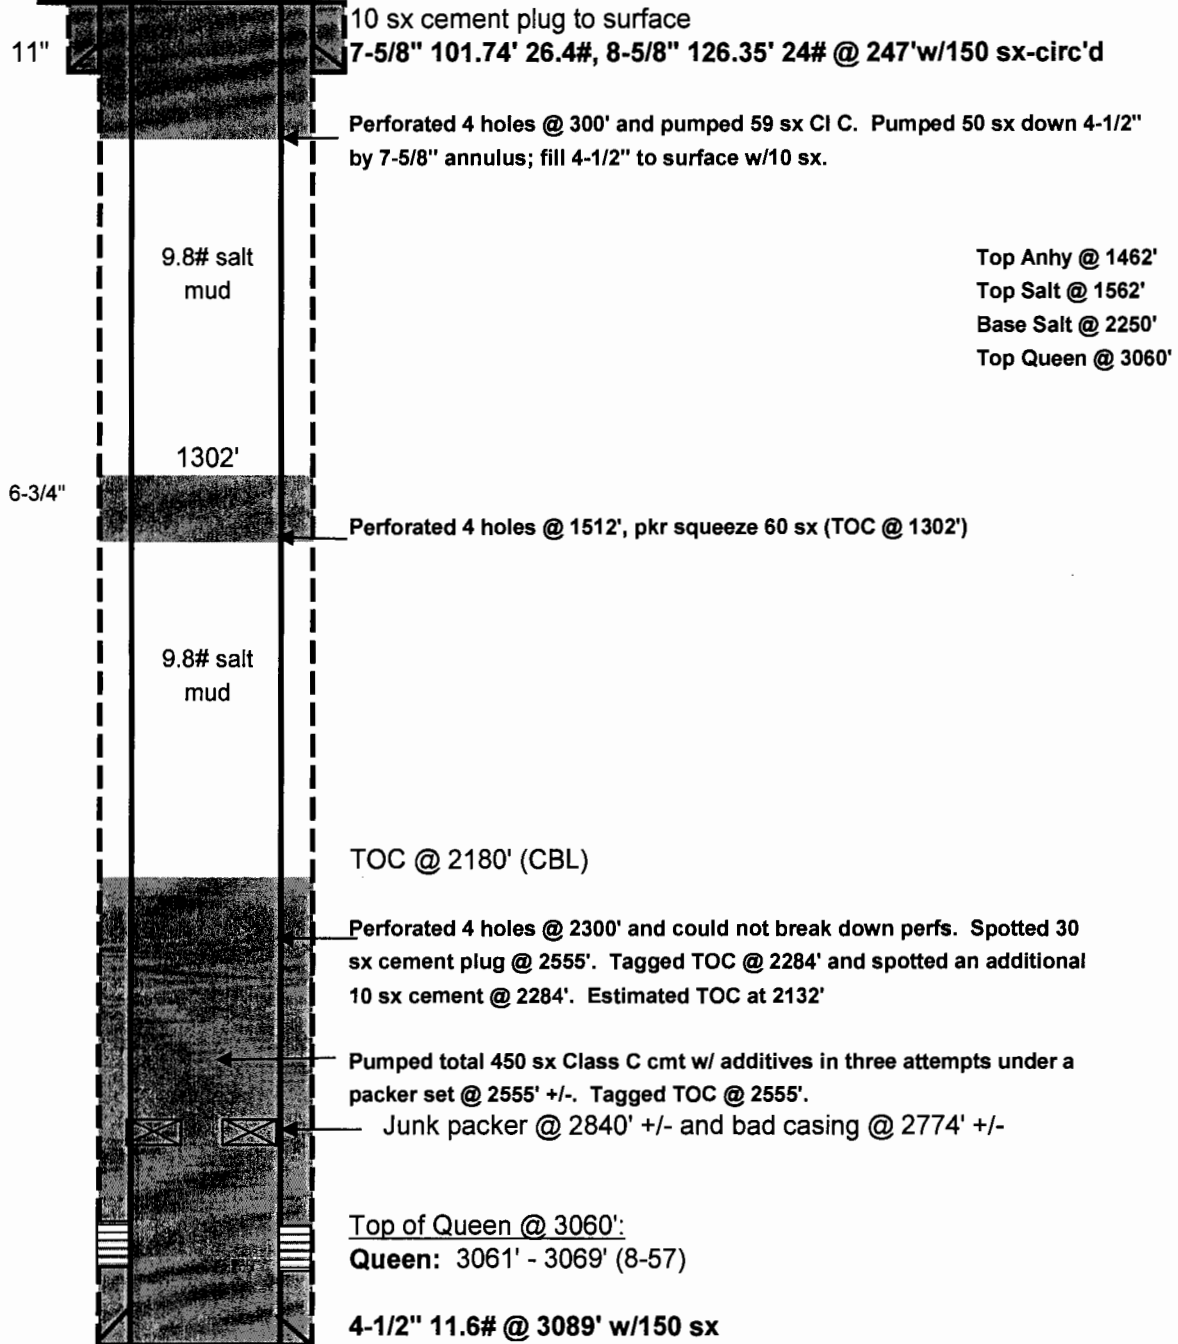 10 sx cement plug to surface
11"
7-5/8" 101.74' 26.4#, 8-5/8" 126.35' 24# @ 247'w/150 sx-circ'd
Perforated 4 holes @ 300' and pumped 59 sx Cl C. Pumped 50 sx down 4-1/2"
by 7-5/8" annulus; fill 4-1/2" to surface w/10 sx.
9.8# salt
mud
Top Anhy @ 1462'
Top Salt @ 1562'
Base Salt @ 2250'
Top Queen @ 3060'
1302'
6-3/4"
Perforated 4 holes @ 1512', pkr squeeze 60 sx (TOC @ 1302')
9.8# salt
mud
TOC @ 2180' (CBL)
Perforated 4 holes @ 2300' and could not break down perfs. Spotted 30
sx cement plug @ 2555'. Tagged TOC @ 2284' and spotted an additional
10 sx cement @ 2284'. Estimated TOC at 2132'
Pumped total 450 sx Class C cmt w/ additives in three attempts under a
packer set @ 2555' +/-. Tagged TOC @ 2555'.
Junk packer @ 2840' +/- and bad casing @ 2774' +/-
Top of Queen @ 3060':
Queen: 3061' - 3069' (8-57)
4-1/2" 11.6# @ 3089' w/150 sx